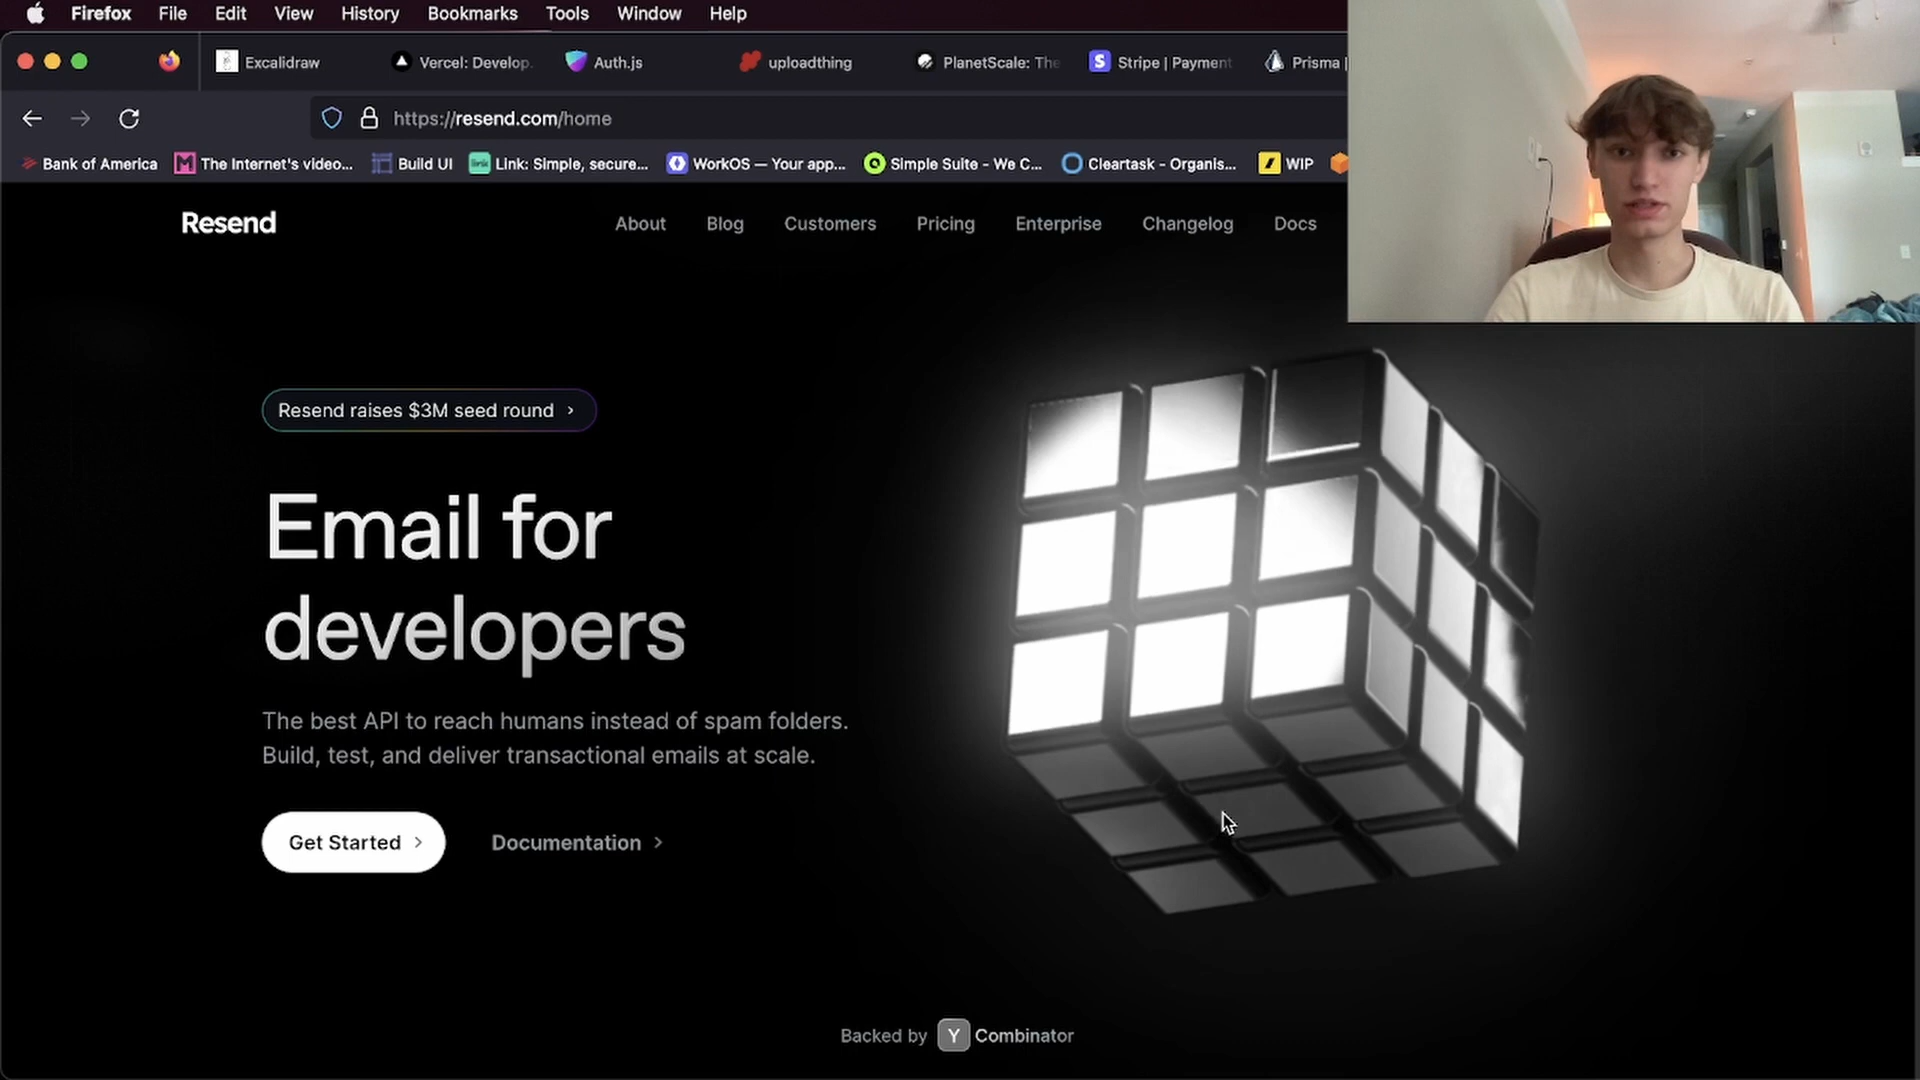 Firefox File Edit View History Bookmarks Tools Window Help
Excalidraw Vercel: Develop. Auth.js uploadthing PlanetScale: The S Stripe | Payment Prisma |
https://resend.com/home
Bank of America The Internet's video... Build UI Link: Simple, secure... WorkOS — Your app... Simple Suite - We C... Cleartask - Organis... WIP
Resend About Blog Customers Pricing Enterprise Changelog Docs
Resend raises $3M seed round
Email for
developers
The best API to reach humans instead of spam folders.
Build, test, and deliver transactional emails at scale.
Get Started Documentation
Backed by Y Combinator